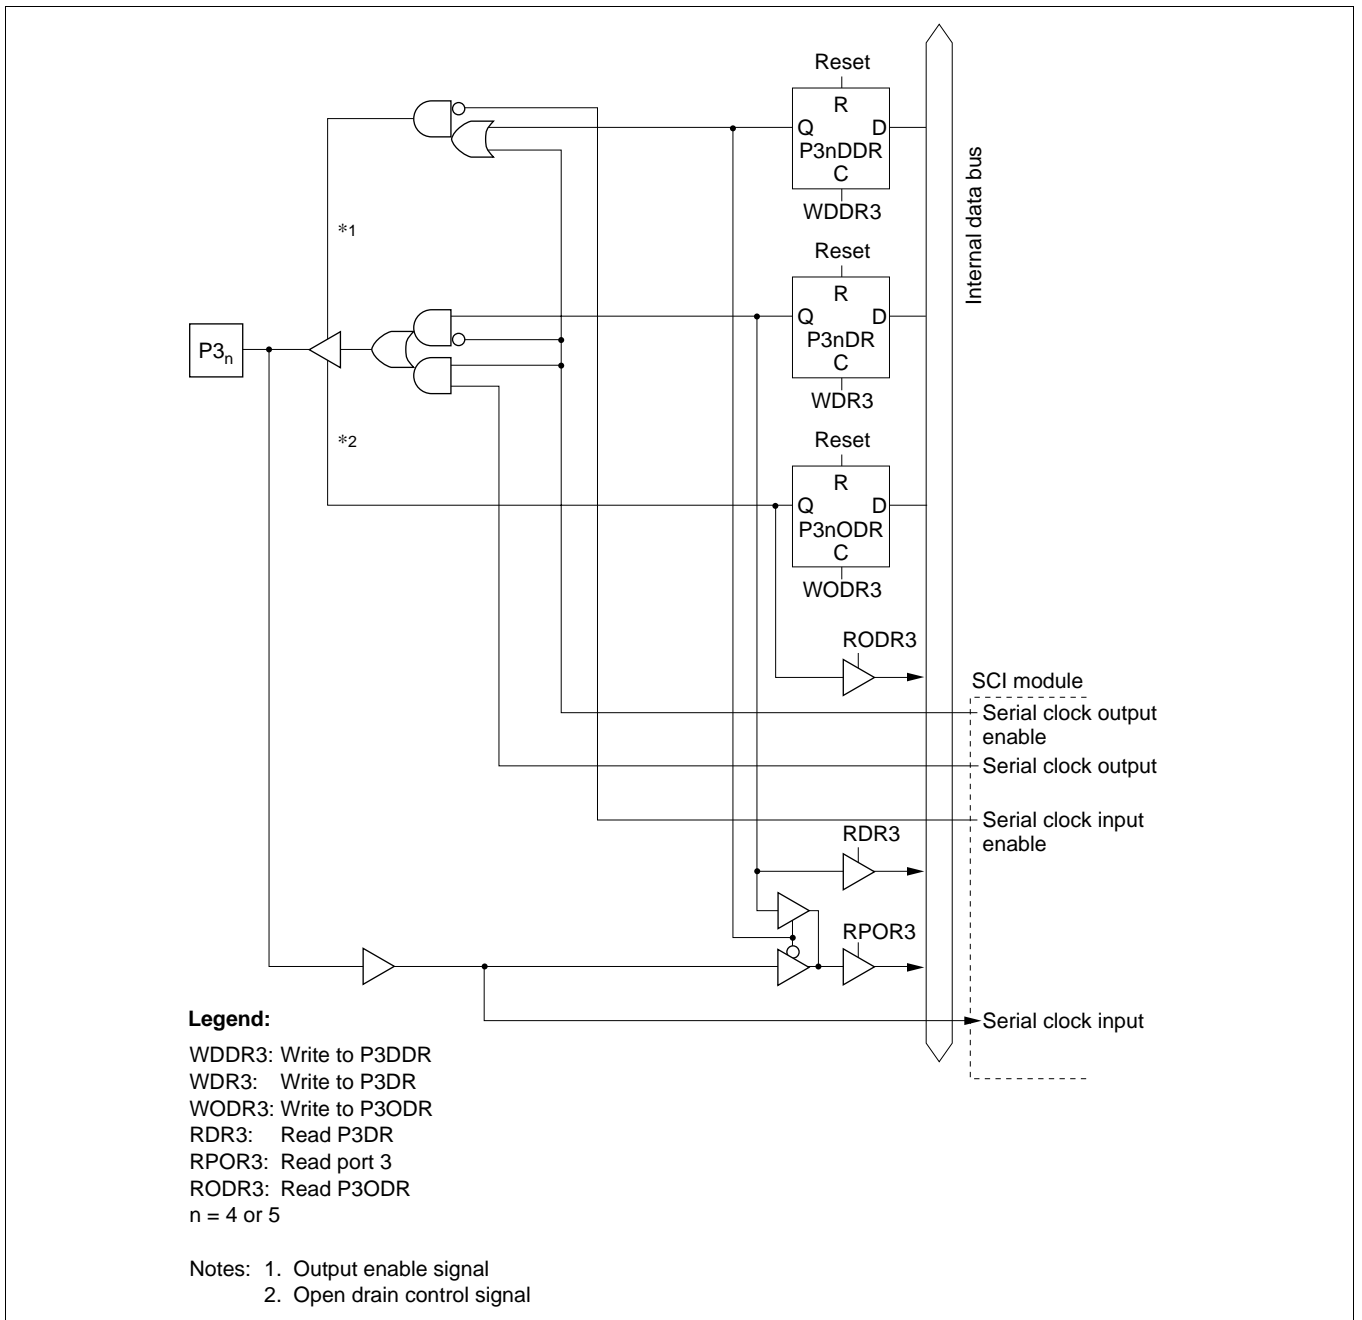 Reset
R
Q D
P3nDDR
C
WDDR3
Internal data bus
*1
Reset
R
Q D
P3nDR
C
WDR3
P3n
*2
Reset
R
Q D
P3nODR
C
WODR3
RODR3
SCI module
Serial clock output
enable
Serial clock output
Serial clock input
enable
RDR3
RPOR3
Serial clock input
Legend:
WDDR3: Write to P3DDR
WDR3: Write to P3DR
WODR3: Write to P3ODR
RDR3: Read P3DR
RPOR3: Read port 3
RODR3: Read P3ODR
n = 4 or 5
Notes: 1. Output enable signal
2. Open drain control signal